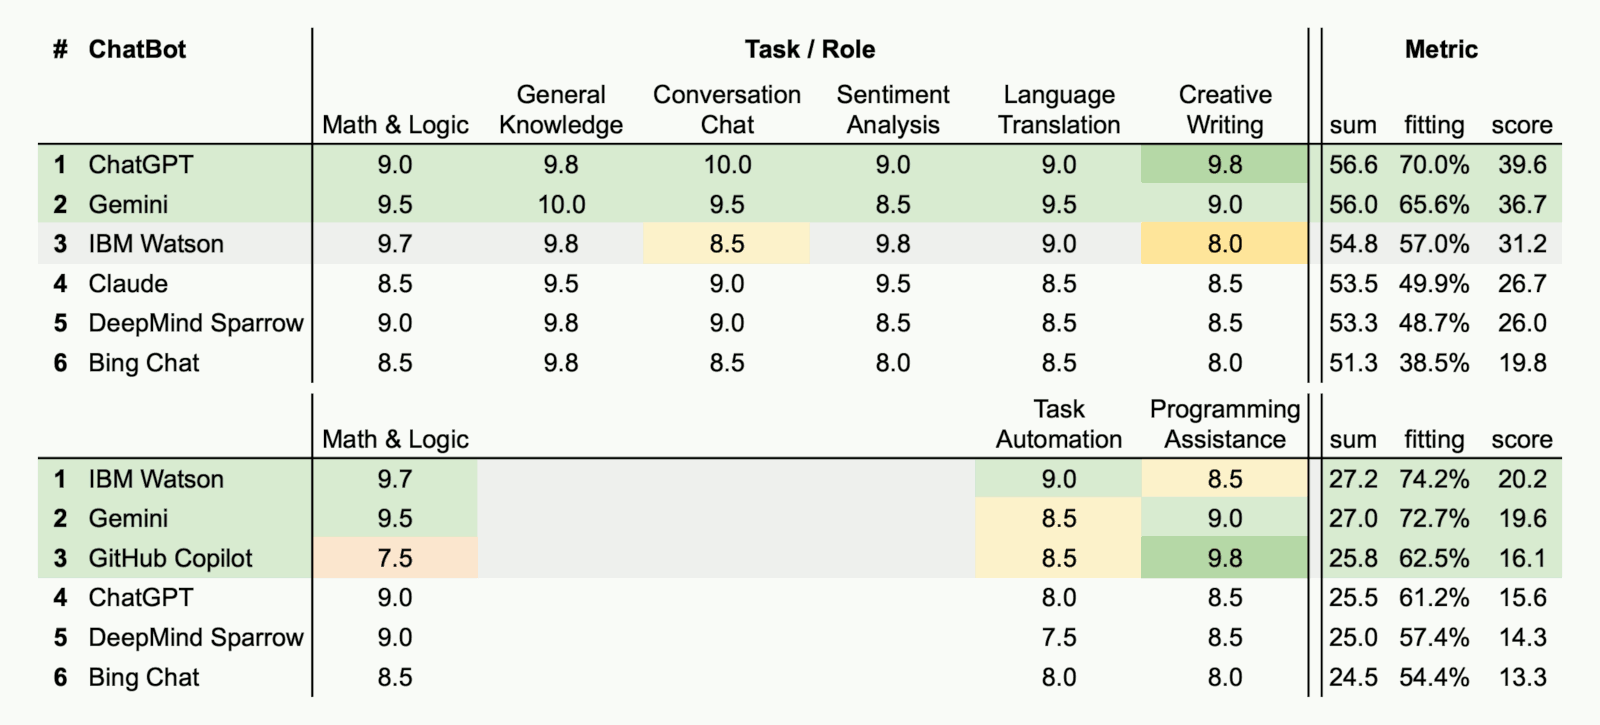 # ChatBot Task / Role Metric
Math & Logic General Knowledge Conversation Chat Sentiment Analysis Language Translation Creative Writing sum fitting score
1 ChatGPT 9.0 9.8 10.0 9.0 9.0 9.8 56.6 70.0% 39.6
2 Gemini 9.5 10.0 9.5 8.5 9.5 9.0 56.0 65.6% 36.7
3 IBM Watson 9.7 9.8 8.5 9.8 9.0 8.0 54.8 57.0% 31.2
4 Claude 8.5 9.5 9.0 9.5 8.5 8.5 53.5 49.9% 26.7
5 DeepMind Sparrow 9.0 9.8 9.0 8.5 8.5 8.5 53.3 48.7% 26.0
6 Bing Chat 8.5 9.8 8.5 8.0 8.5 8.0 51.3 38.5% 19.8
Math & Logic Task Automation Programming Assistance sum fitting score
1 IBM Watson 9.7 9.0 8.5 27.2 74.2% 20.2
2 Gemini 9.5 8.5 9.0 27.0 72.7% 19.6
3 GitHub Copilot 7.5 8.5 9.8 25.8 62.5% 16.1
4 ChatGPT 9.0 8.0 8.5 25.5 61.2% 15.6
5 DeepMind Sparrow 9.0 7.5 8.5 25.0 57.4% 14.3
6 Bing Chat 8.5 8.0 8.0 24.5 54.4% 13.3